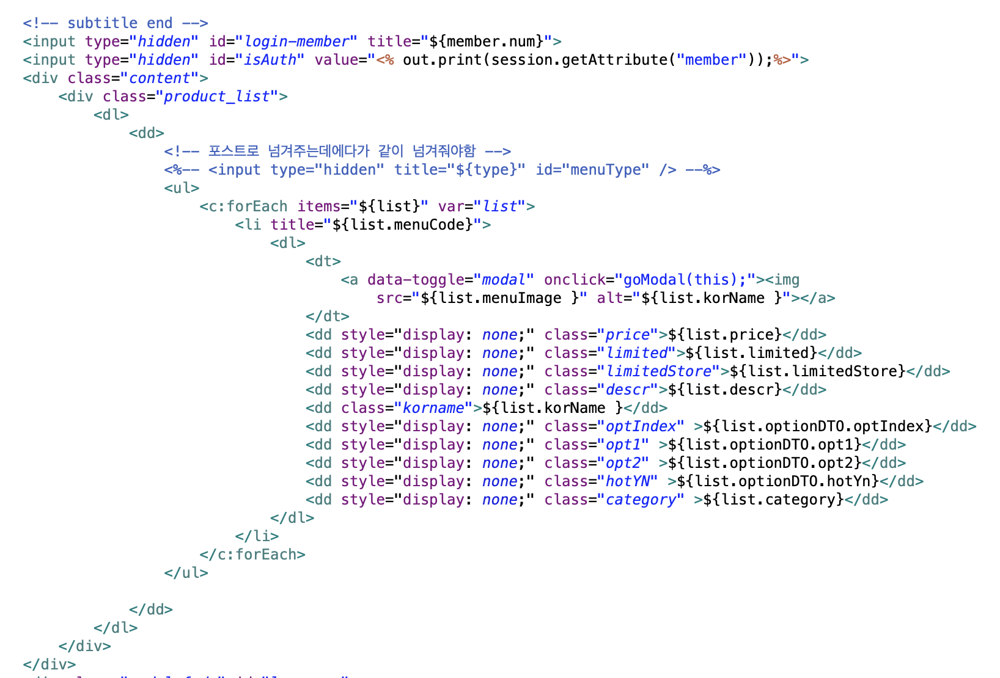 <!-- subtitle end -->
<input type="hidden" id="login-member" title="${member.num}">
<input type="hidden" id="isAuth" value="<% out.print(session.getAttribute("member"));%>">
<div class="content">
    <div class="product_list">
        <dl>
            <dd>
                <!-- 포스트로 넘겨주는데에다가 같이 넘겨줘야함 -->
                <%-- <input type="hidden" title="${type}" id="menuType" /> --%>
                <ul>
                    <c:forEach items="${list}" var="list">
                        <li title="${list.menuCode}">
                            <dl>
                                <dt>
                                    <a data-toggle="modal" onclick="goModal(this);"><img
                                        src="${list.menuImage }" alt="${list.korName }"></a>
                                </dt>
                                <dd style="display: none;" class="price">${list.price}</dd>
                                <dd style="display: none;" class="limited">${list.limited}</dd>
                                <dd style="display: none;" class="limitedStore">${list.limitedStore}</dd>
                                <dd style="display: none;" class="descr">${list.descr}</dd>
                                <dd class="korname">${list.korName }</dd>
                                <dd style="display: none;" class="optIndex" >${list.optionDTO.optIndex}</dd>
                                <dd style="display: none;" class="opt1" >${list.optionDTO.opt1}</dd>
                                <dd style="display: none;" class="opt2" >${list.optionDTO.opt2}</dd>
                                <dd style="display: none;" class="hotYN" >${list.optionDTO.hotYn}</dd>
                                <dd style="display: none;" class="category" >${list.category}</dd>
                            </dl>
                        </li>
                    </c:forEach>
                </ul>
            </dd>
        </dl>
    </div>
</div>